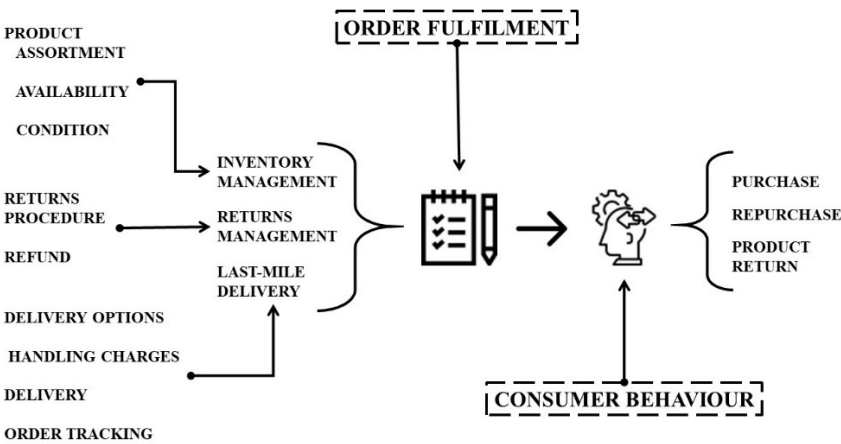 ORDER FULFILMENT
PRODUCT
ASSORTMENT
AVAILABILITY
CONDITION
INVENTORY
MANAGEMENT
RETURNS
PROCEDURE
REFUND
RETURNS
MANAGEMENT
LAST-MILE
DELIVERY
DELIVERY OPTIONS
HANDLING CHARGES
DELIVERY
ORDER TRACKING
PURCHASE
REPURCHASE
PRODUCT
RETURN
CONSUMER BEHAVIOUR